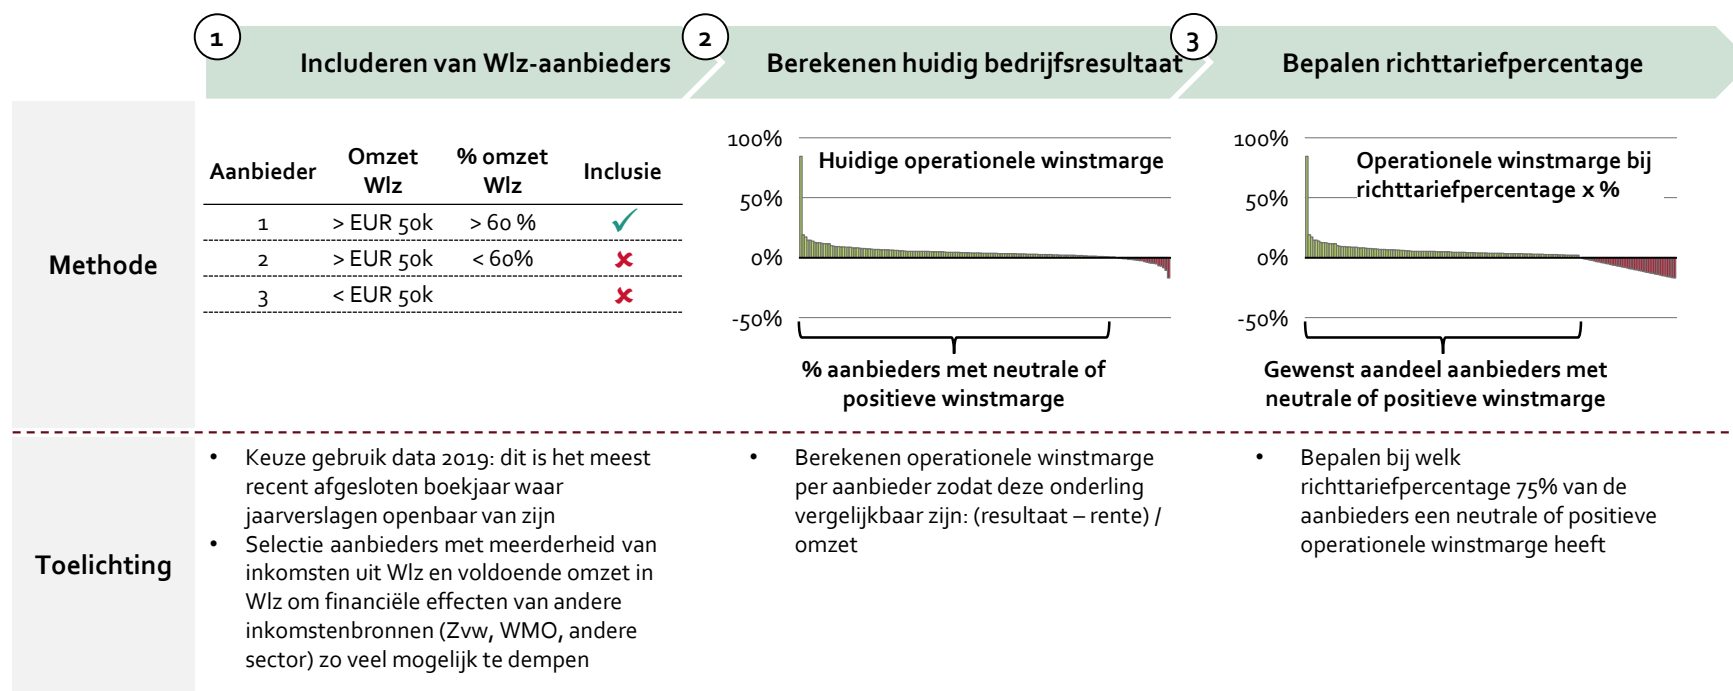 1
Includeren van Wlz-aanbieders
2
Berekenen huidig bedrijfsresultaat
3
Bepalen richttariefpercentage
Methode
Aanbieder
Omzet
Wlz
% omzet
Wlz
Inclusie
1 > EUR 50k > 60 % ✓
2 > EUR 50k < 60% ✘
3 < EUR 50k ✘
100%
50%
0%
-50%
Huidige operationele winstmarge
% aanbieders met neutrale of
positieve winstmarge
100%
50%
0%
-50%
Operationele winstmarge bij
richttariefpercentage x %
Gewenst aandeel aanbieders met
neutrale of positieve winstmarge
Toelichting
• Keuze gebruik data 2019: dit is het meest
recent afgesloten boekjaar waar
jaarverslagen openbaar van zijn
• Selectie aanbieders met meerderheid van
inkomsten uit Wlz en voldoende omzet in
Wlz om financiële effecten van andere
inkomstenbronnen (Zvw, WMO, andere
sector) zo veel mogelijk te dempen
• Berekenen operationele winstmarge
per aanbieder zodat deze onderling
vergelijkbaar zijn: (resultaat – rente) /
omzet
• Bepalen bij welk
richttariefpercentage 75% van de
aanbieders een neutrale of positieve
operationele winstmarge heeft